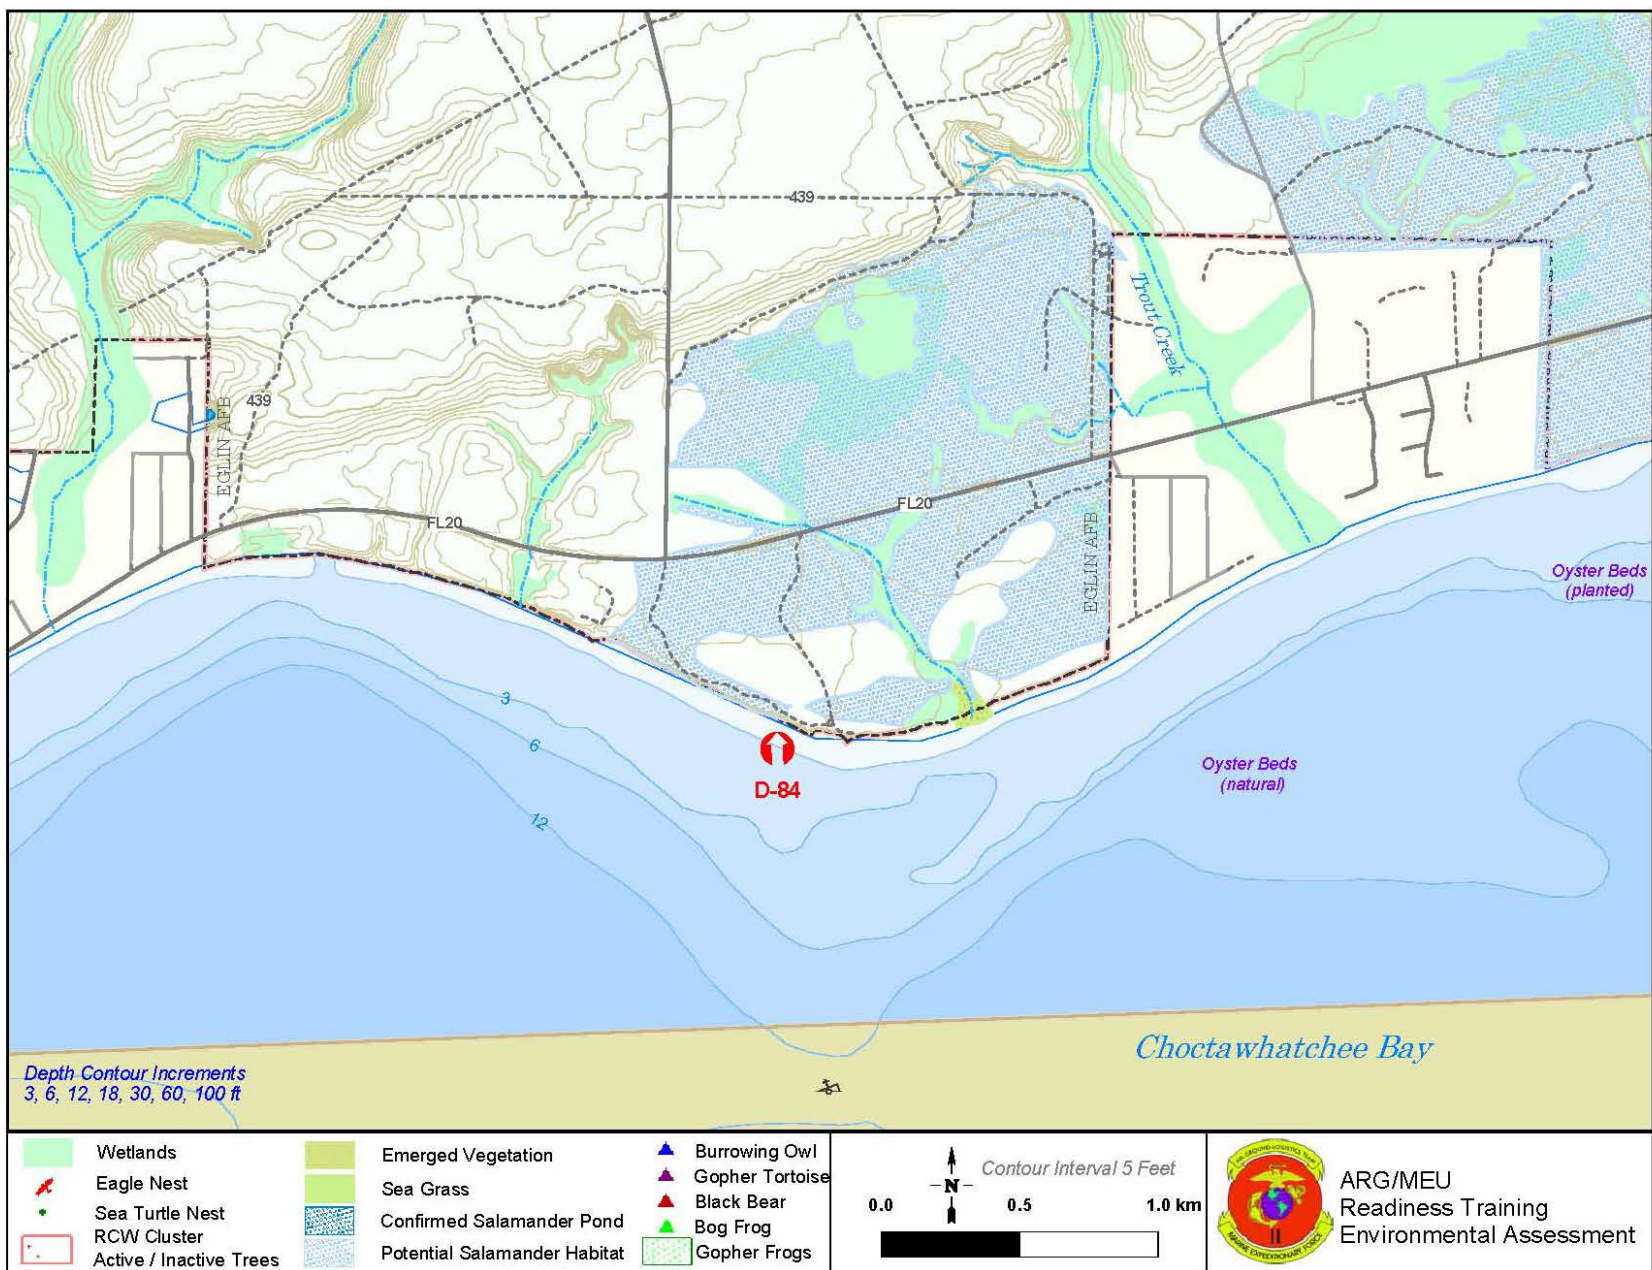 439
Trout Creek
EGLIN AFB
439
FL20
FL20
EGLIN AFB
Oyster Beds
(planted)
3
6
12
D-84
Oyster Beds
(natural)
Choctawhatchee Bay
Depth Contour Increments
3, 6, 12, 18, 30, 60, 100 ft
Wetlands
Eagle Nest
Sea Turtle Nest
RCW Cluster
Active / Inactive Trees
Emerged Vegetation
Sea Grass
Confirmed Salamander Pond
Potential Salamander Habitat
Burrowing Owl
Gopher Tortoise
Black Bear
Bog Frog
Gopher Frogs
N
Contour Interval 5 Feet
0.0 0.5 1.0 km
II
MARINE EXPEDITIONARY FORCE
ARG/MEU
Readiness Training
Environmental Assessment